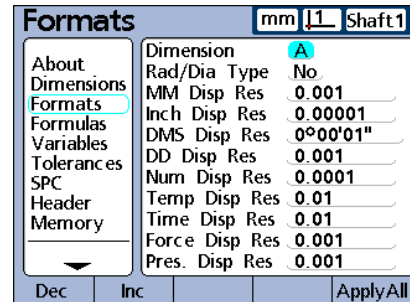 Formats mm 1 Shaft1
About
Dimensions
Formats
Formulas
Variables
Tolerances
SPC
Header
Memory
Dimension A
Rad/Dia Type No
MM Disp Res 0.001
Inch Disp Res 0.00001
DMS Disp Res 0°00'01"
DD Disp Res 0.001
Num Disp Res 0.0001
Temp Disp Res 0.01
Time Disp Res 0.01
Force Disp Res 0.001
Pres. Disp Res 0.001
Dec Inc ApplyAll